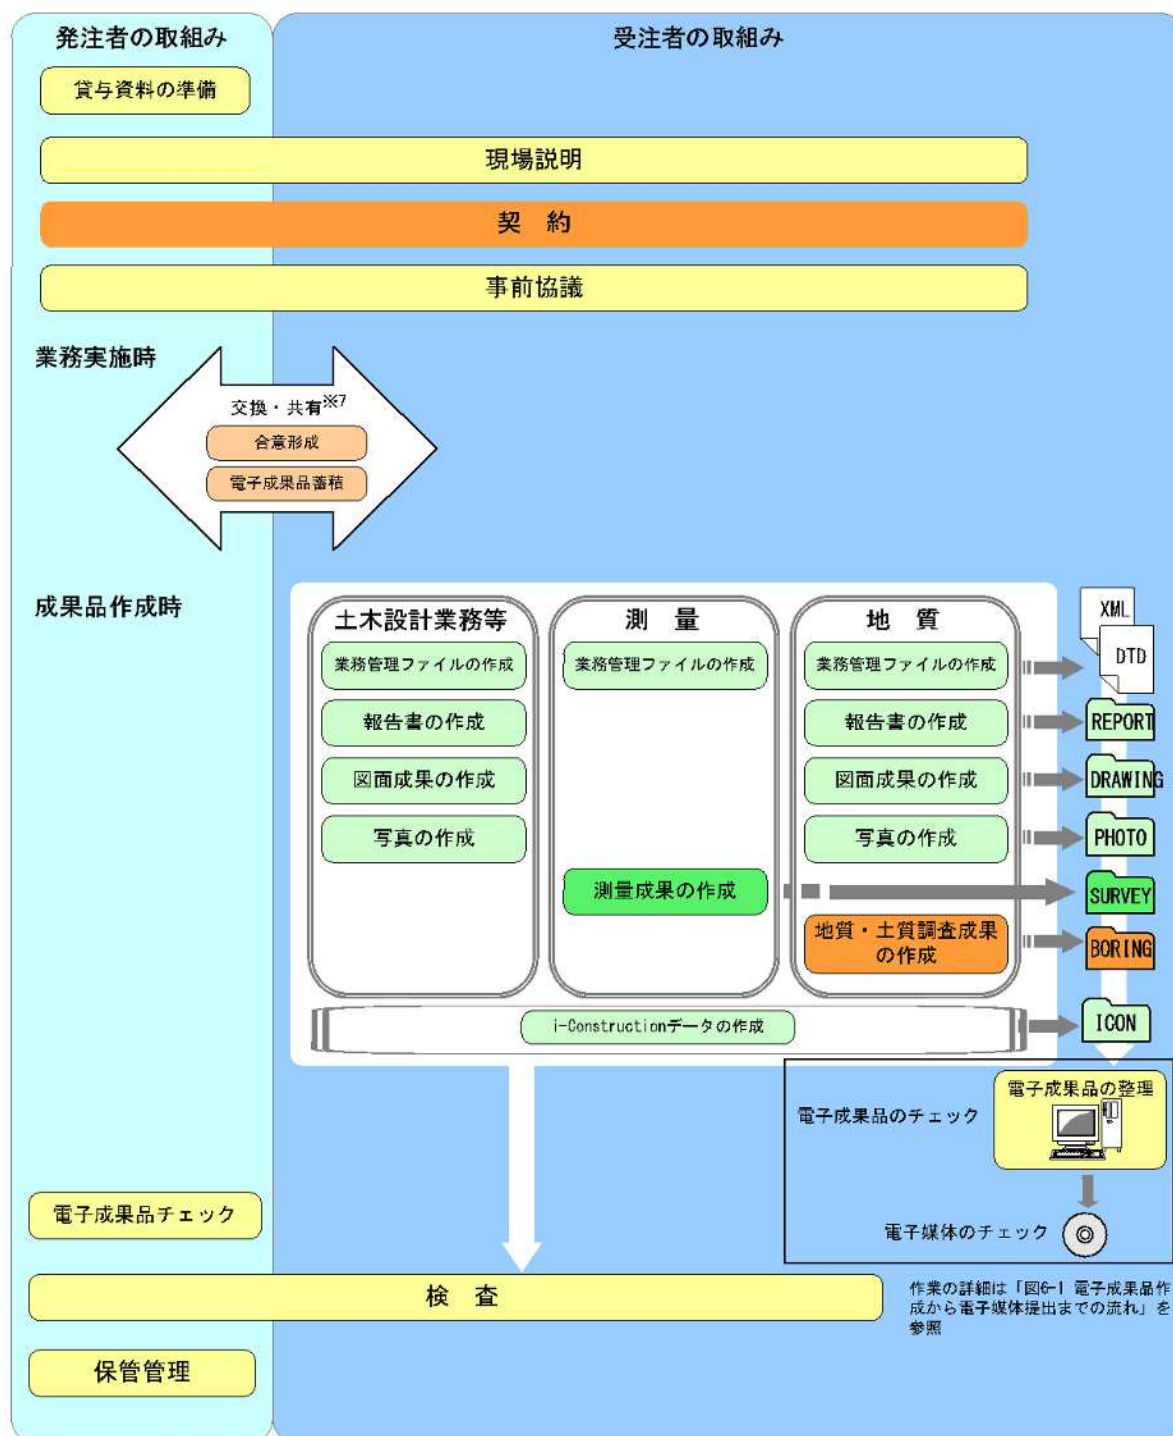 発注者の取組み
受注者の取組み
貸与資料の準備
現場説明
契 約
事前協議
業務実施時
交換・共有※7
合意形成
電子成果品蓄積
成果品作成時
土木設計業務等
業務管理ファイルの作成
報告書の作成
図面成果の作成
写真の作成
測 量
業務管理ファイルの作成
測量成果の作成
地 質
業務管理ファイルの作成
報告書の作成
図面成果の作成
写真の作成
地質・土質調査成果
の作成
i-Constructionデータの作成
XML
DTD
REPORT
DRAWING
PHOTO
SURVEY
BORING
ICON
電子成果品の整理
電子成果品のチェック
電子媒体のチェック
電子成果品チェック
検 査
作業の詳細は「図6-1 電子成果品作
成から電子媒体提出までの流れ」を
参照
保管管理